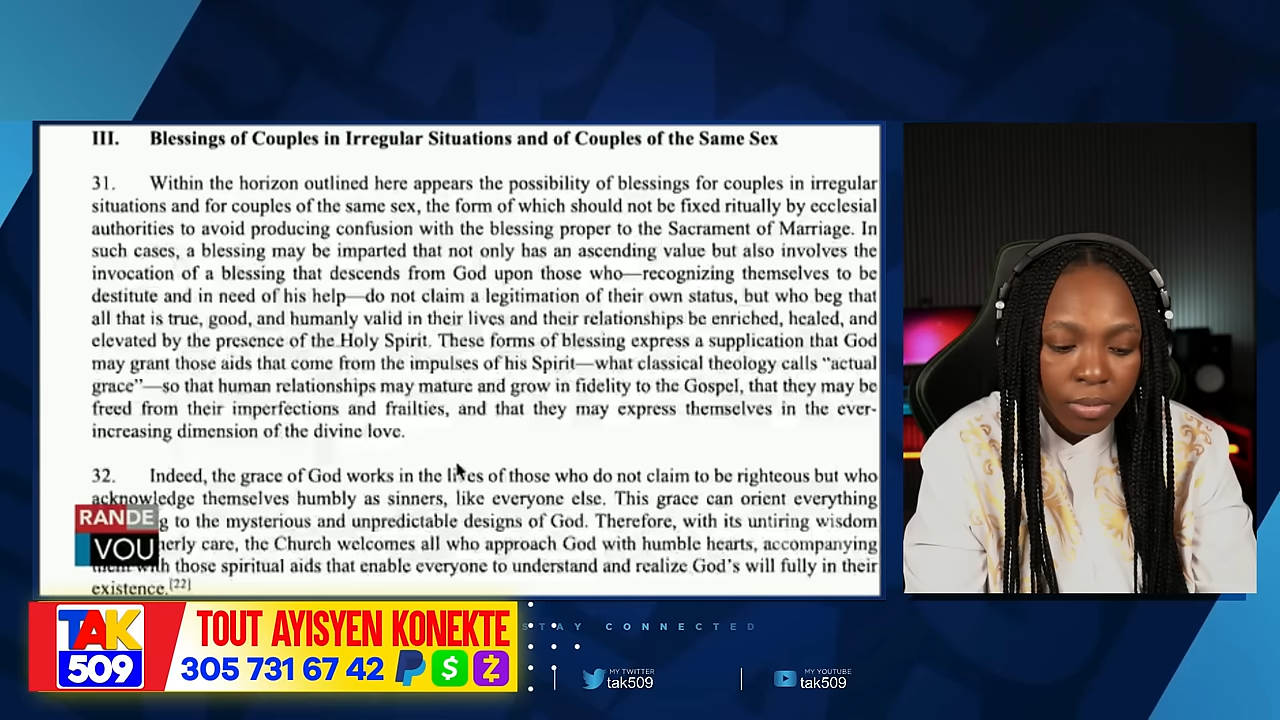 III. Blessings of Couples in Irregular Situations and of Couples of the Same Sex
31. Within the horizon outlined here appears the possibility of blessings for couples in irregular
situations and for couples of the same sex, the form of which should not be fixed ritually by ecclesial
authorities to avoid producing confusion with the blessing proper to the Sacrament of Marriage. In
such cases, a blessing may be imparted that not only has an ascending value but also involves the
invocation of a blessing that descends from God upon those who—recognizing themselves to be
destitute and in need of his help—do not claim a legitimation of their own status, but who beg that
all that is true, good, and humanly valid in their lives and their relationships be enriched, healed, and
elevated by the presence of the Holy Spirit. These forms of blessing express a supplication that God
may grant those aids that come from the impulses of his Spirit—what classical theology calls “actual
grace”—so that human relationships may mature and grow in fidelity to the Gospel, that they may be
freed from their imperfections and frailties, and that they may express themselves in the ever-
increasing dimension of the divine love.
32. Indeed, the grace of God works in the lives of those who do not claim to be righteous but who
acknowledge themselves humbly as sinners, like everyone else. This grace can orient everything
to the mysterious and unpredictable designs of God. Therefore, with its untiring wisdom
care, the Church welcomes all who approach God with humble hearts, accompanying
them with those spiritual aids that enable everyone to understand and realize God’s will fully in their
existence.[22]
RANDE
VOU
TAK
509
TOUT AYISYEN KONEKTE
305 731 67 42
STAY CONNECTED
MY TWITTER
tak509
MY YOUTUBE
tak509